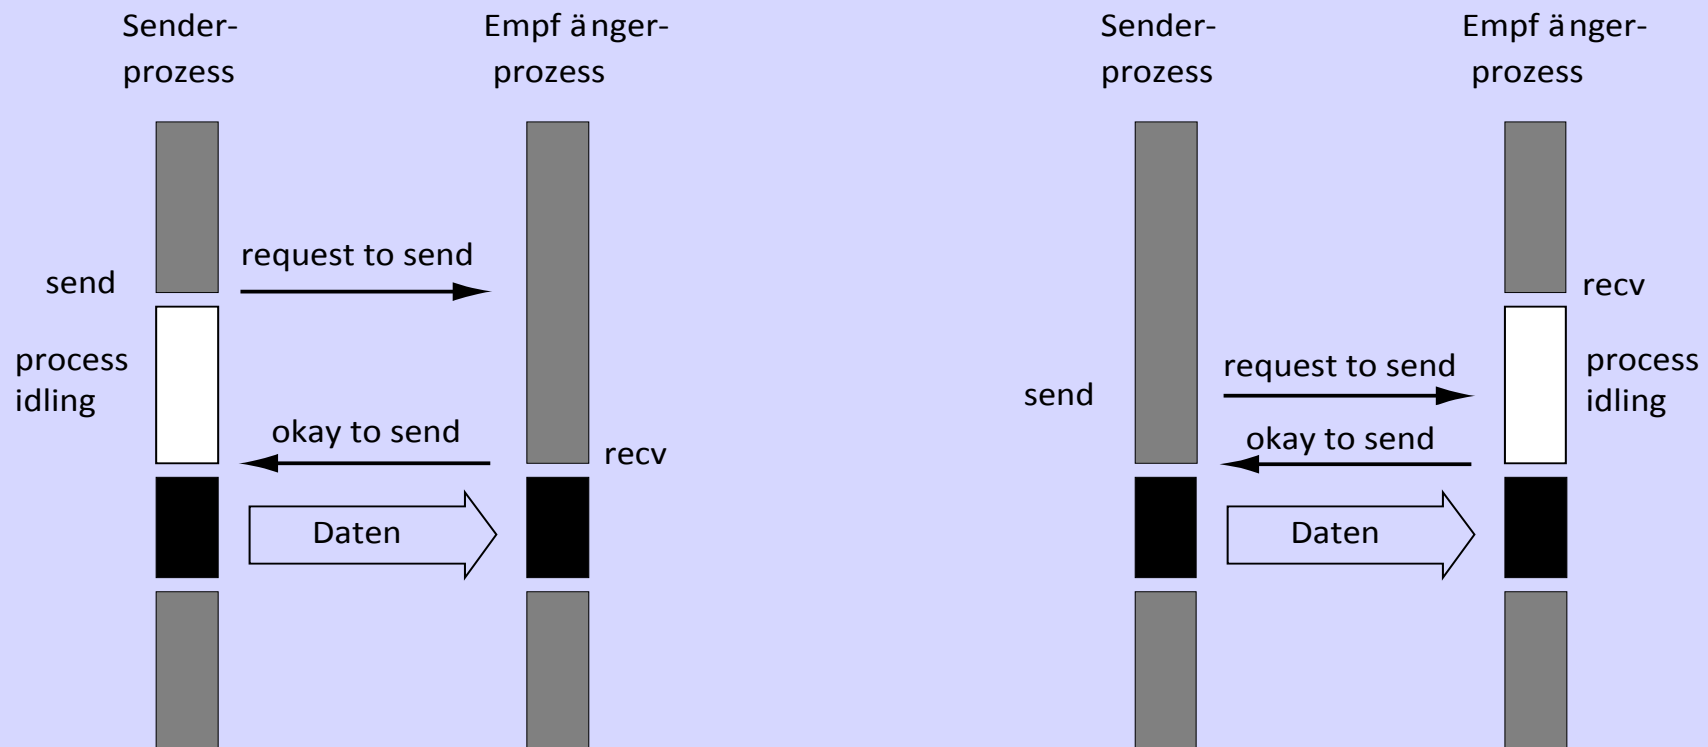 Sender-
prozess
Empf änger-
prozess
request to send
send
process
idling
okay to send
recv
Daten
Sender-
prozess
Empf änger-
prozess
recv
request to send
send
process
idling
okay to send
Daten